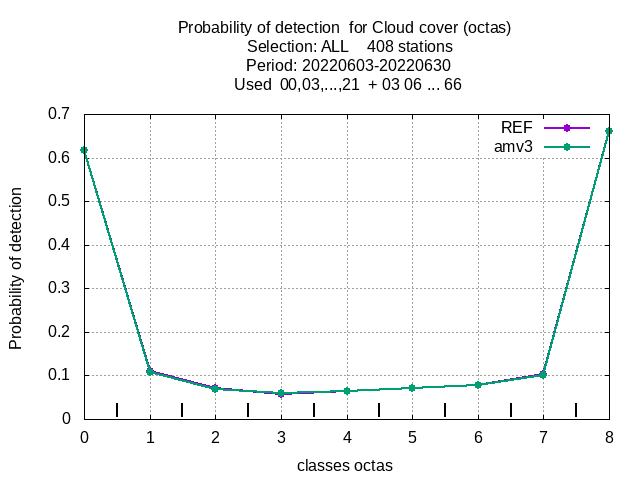 Probability of detection  for Cloud cover (octas)
Selection: ALL    408 stations
Period: 20220603-20220630
Used  00,03,...,21  + 03 06 ... 66
REF
amv3
0.7
0.6
0.5
0.4
0.3
0.2
0.1
0
Probability of detection
0 1 2 3 4 5 6 7 8
classes octas